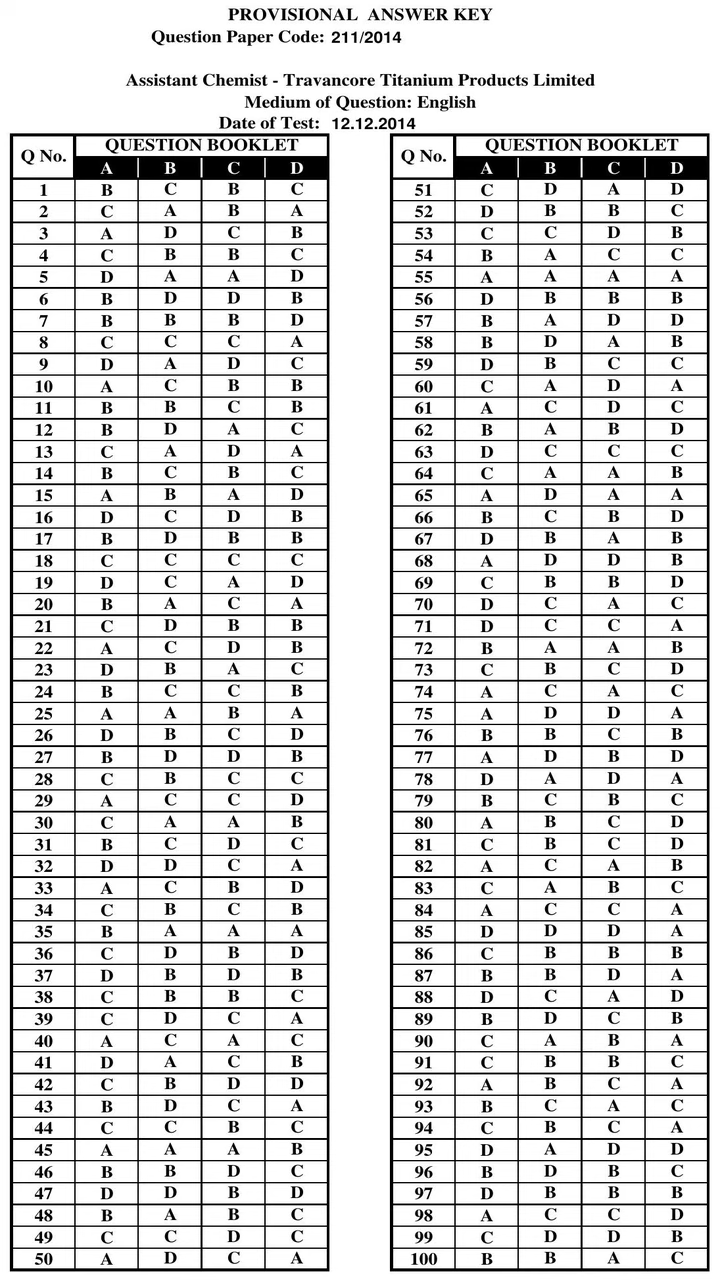 PROVISIONAL ANSWER KEY
Question Paper Code: 211/2014
Assistant Chemist - Travancore Titanium Products Limited
Medium of Question: English
Date of Test: 12.12.2014
Q No. QUESTION BOOKLET
A B C D
1 B C B C
2 C A B A
3 A D C B
4 C B B C
5 D A A D
6 B D D B
7 B B B D
8 C C C A
9 D A D C
10 A C B B
11 B B C B
12 B D A C
13 C A D A
14 B C B C
15 A B A D
16 D C D B
17 B D B B
18 C C C C
19 D C A D
20 B A C A
21 C D B B
22 A C D B
23 D B A C
24 B C C B
25 A A B A
26 D B C D
27 B D D B
28 C B C C
29 A C C D
30 C A A B
31 B C D C
32 D D C A
33 A C B D
34 C B C B
35 B A A A
36 C D B D
37 D B D B
38 C B B C
39 C D C A
40 A C A C
41 D A C B
42 C B D D
43 B D C A
44 C C B C
45 A A A B
46 B B D C
47 D D B D
48 B A B C
49 C C D C
50 A D C A
Q No. QUESTION BOOKLET
A B C D
51 C D A D
52 D B B C
53 C C D B
54 B A C C
55 A A A A
56 D B B B
57 B A D D
58 B D A B
59 D B C C
60 C A D A
61 A C D C
62 B A B D
63 D C C C
64 C A A B
65 A D A A
66 B C B D
67 D B A B
68 A D D B
69 C B B D
70 D C A C
71 D C C A
72 B A A B
73 C B C D
74 A C A C
75 A D D A
76 B B C B
77 A D B D
78 D A D A
79 B C B C
80 A B C D
81 C B C D
82 A C A B
83 C A B C
84 A C C A
85 D D D A
86 C B B B
87 B B D A
88 D C A D
89 B D C B
90 C A B A
91 C B B C
92 A B C A
93 B C A C
94 C B C A
95 D A D D
96 B D B C
97 D B B B
98 A C C D
99 C D D B
100 B B A C